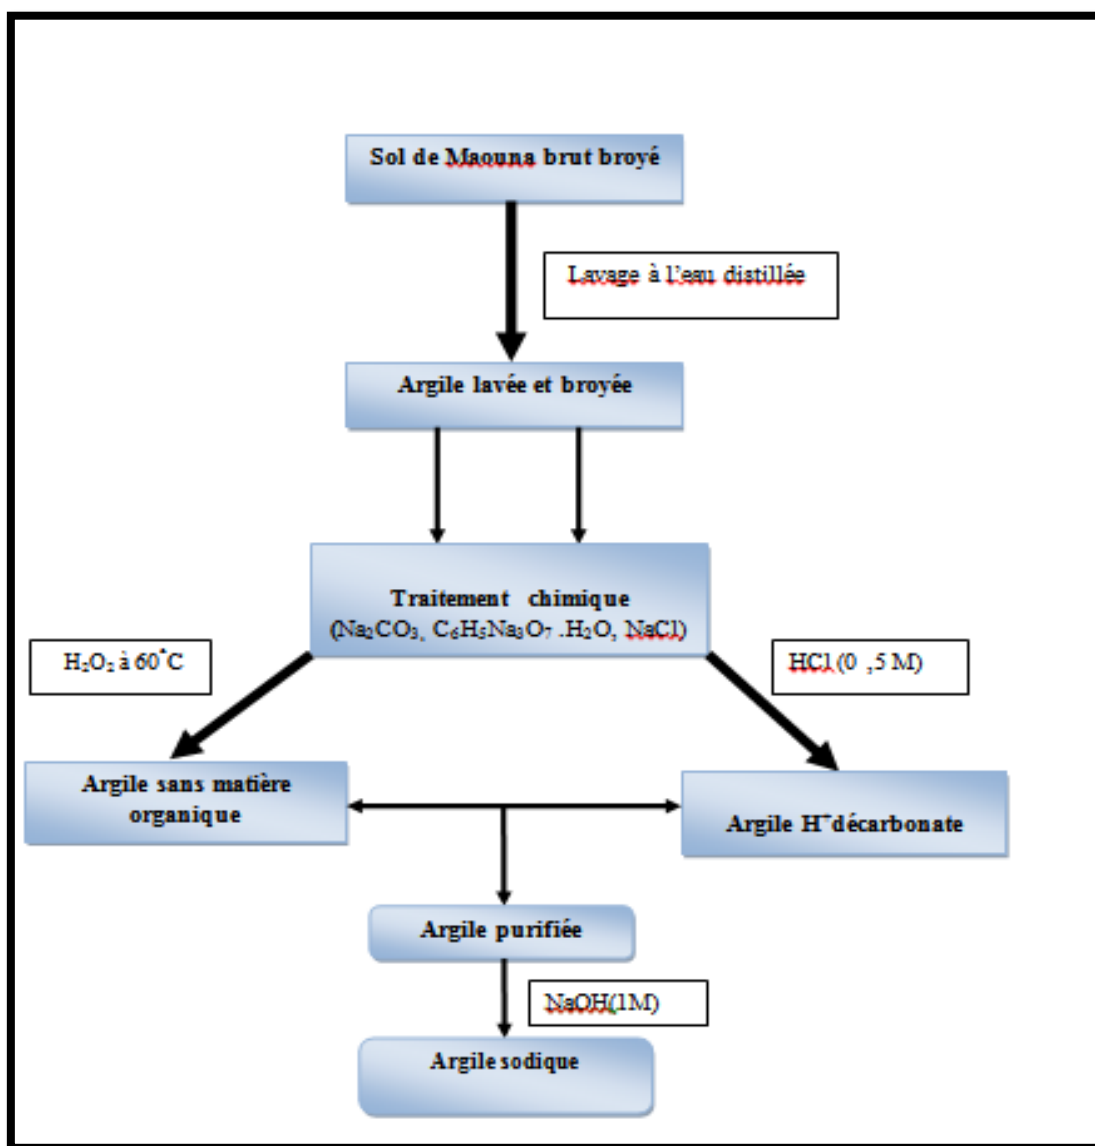 Sol de Maouna brut broyé
Lavage à l'eau distillée
Argile lavée et broyée
Traitement chimique
(Na₂CO₃, C₆H₅Na₃O₇ .H₂O, NaCl)
H₂O₂ à 60°C
HCl (0 ,5 M)
Argile sans matière
organique
Argile H⁺décarbonate
Argile purifiée
NaOH(1M)
Argile sodique